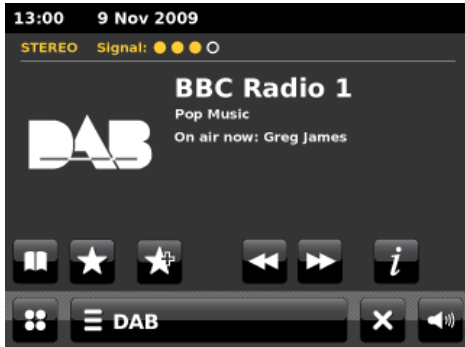 13:00 9 Nov 2009
STEREO Signal:
BBC Radio 1
Pop Music
DAB
On air now: Greg James
i
DAB